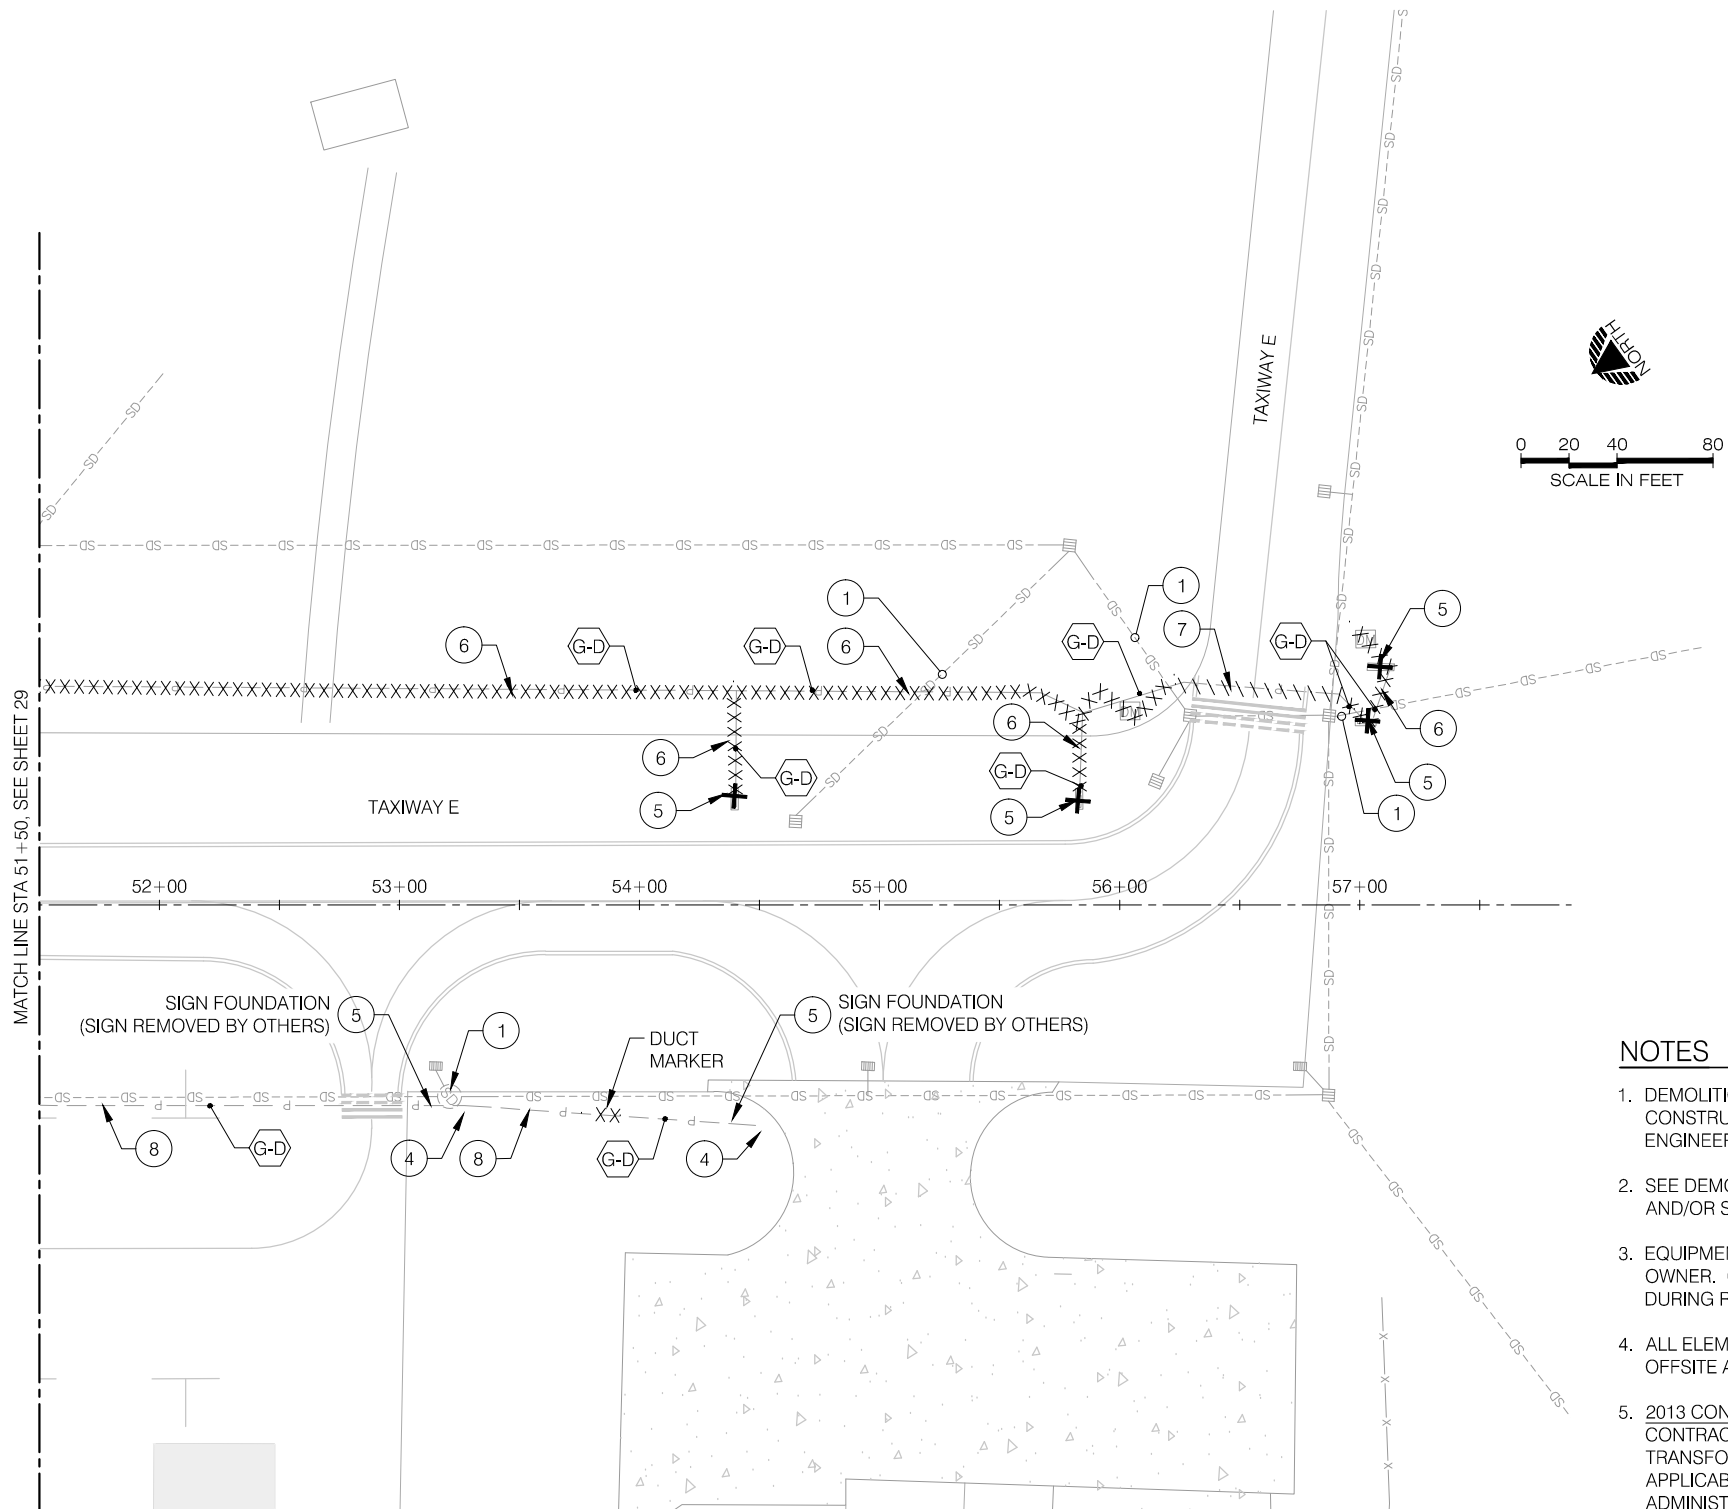 TAXIWAY E
NORTH
0 20 40 80
SCALE IN FEET
1
1
5
6
G-D
G-D
6
G-D
7
G-D
6
6
6
G-D
G-D
5
5
5
1
TAXIWAY E
MATCH LINE STA 51+50, SEE SHEET 29
52+00 53+00 54+00 55+00 56+00 57+00
SIGN FOUNDATION
(SIGN REMOVED BY OTHERS)
5
1
DUCT
MARKER
5
SIGN FOUNDATION
(SIGN REMOVED BY OTHERS)
8
G-D
4
8
G-D
4
SD
P
NOTES
1. DEMOLITI
CONSTRU
ENGINEER
2. SEE DEMO
AND/OR S
3. EQUIPMEN
OWNER.
DURING
4. ALL ELEM
OFFSITE A
5. 2013 CON
CONTRAC
TRANSFO
APPLICAB
ADMINIST